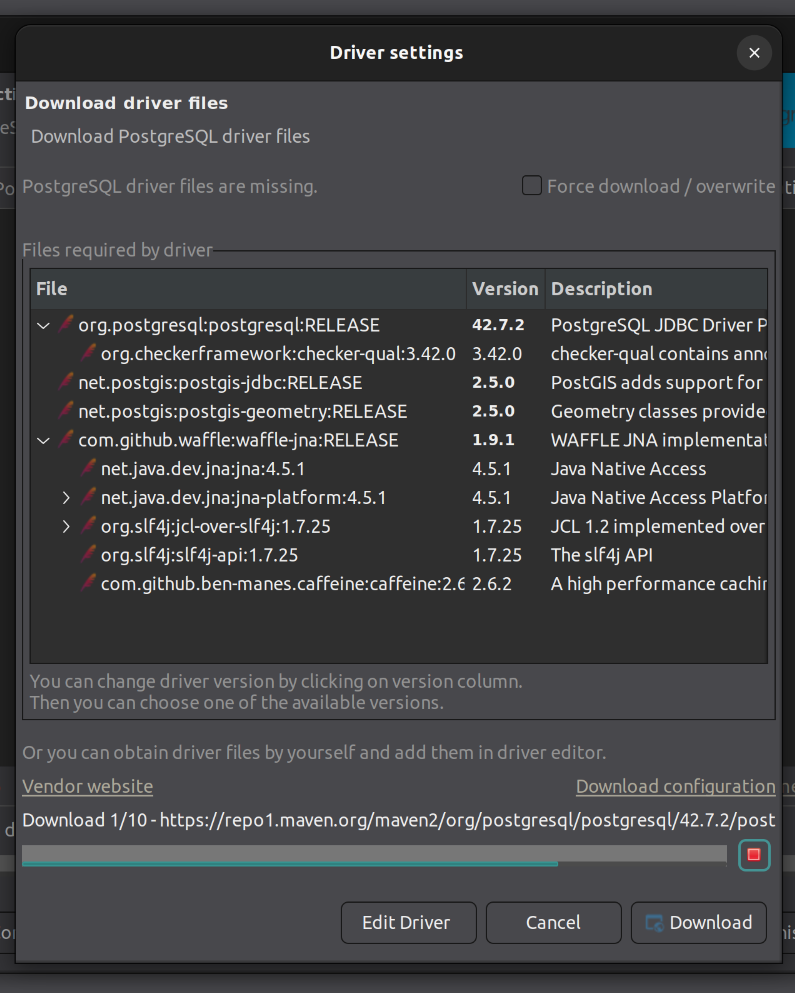 Driver settings
Download driver files
Download PostgreSQL driver files
PostgreSQL driver files are missing.
Force download / overwrite
Files required by driver
File Version Description
org.postgresql:postgresql:RELEASE 42.7.2 PostgreSQL JDBC Driver P
org.checkerframework:checker-qual:3.42.0 3.42.0 checker-qual contains anno
net.postgis:postgis-jdbc:RELEASE 2.5.0 PostGIS adds support for
net.postgis:postgis-geometry:RELEASE 2.5.0 Geometry classes provide
com.github.waffle:waffle-jna:RELEASE 1.9.1 WAFFLE JNA implementat
net.java.dev.jna:jna:4.5.1 4.5.1 Java Native Access
net.java.dev.jna:jna-platform:4.5.1 4.5.1 Java Native Access Platfor
org.slf4j:jcl-over-slf4j:1.7.25 1.7.25 JCL 1.2 implemented over
org.slf4j:slf4j-api:1.7.25 1.7.25 The slf4j API
com.github.ben-manes.caffeine:caffeine:2.6 2.6.2 A high performance cachin
You can change driver version by clicking on version column.
Then you can choose one of the available versions.
Or you can obtain driver files by yourself and add them in driver editor.
Vendor website
Download configuration
Download 1/10 - https://repo1.maven.org/maven2/org/postgresql/postgresql/42.7.2/post
Edit Driver
Cancel
Download